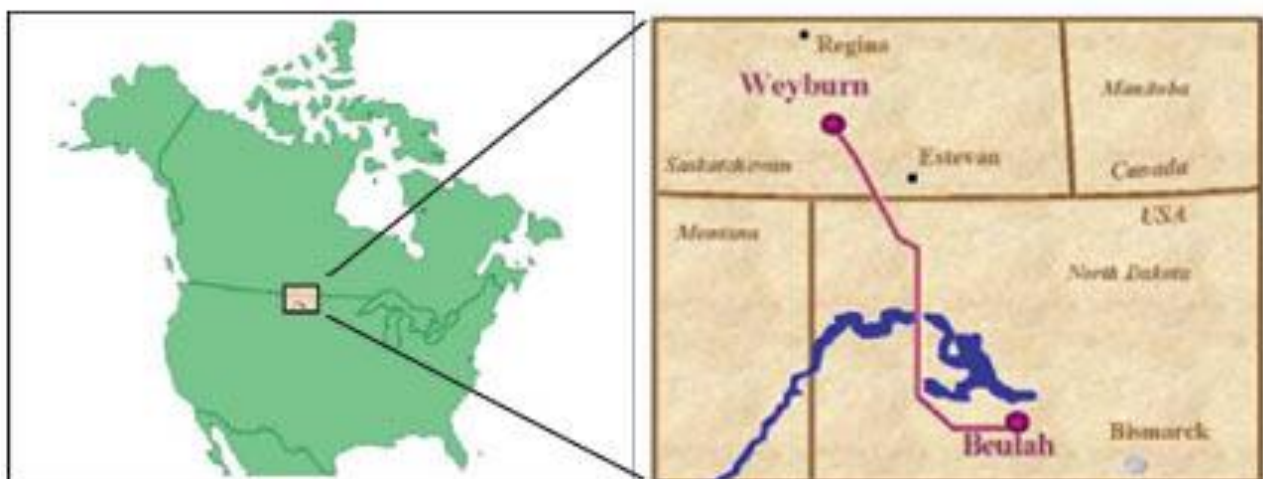 Regina
Weyburn
Manitoba
Saskatchewan
Estevan
Canada
Montana
USA
North Dakota
Beulah
Bismarck